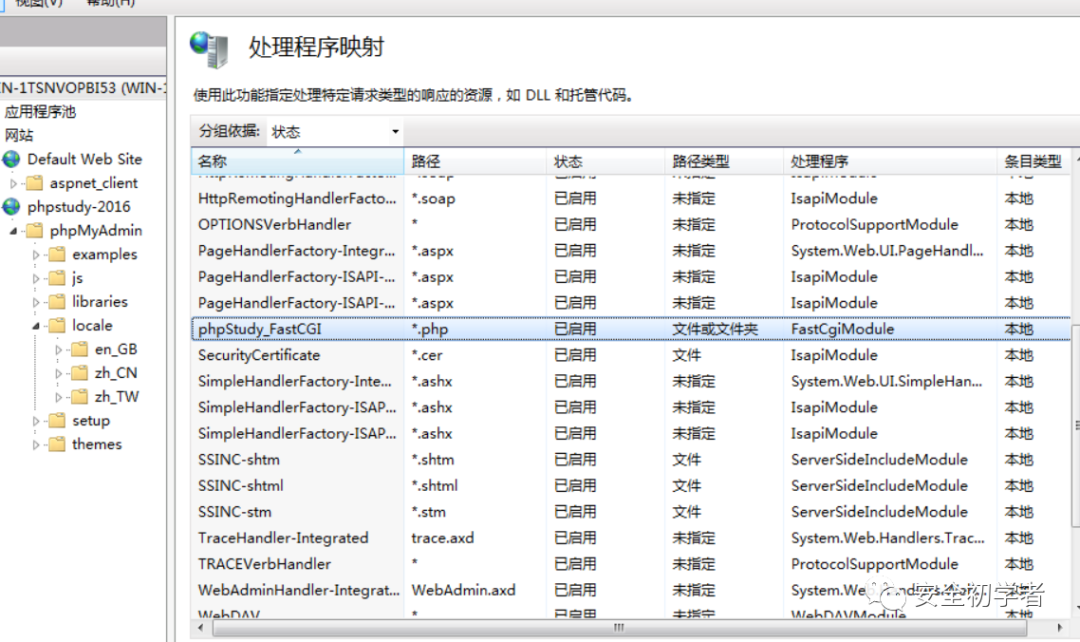 视图(V) 帮助(H)
IN-1TSNVOPBI53 (WIN-1
应用程序池
网站
Default Web Site
aspnet_client
phpstudy-2016
phpMyAdmin
examples
js
libraries
locale
en_GB
zh_CN
zh_TW
setup
themes
处理程序映射
使用此功能指定处理特定请求类型的响应的资源，如 DLL 和托管代码。
分组依据: 状态
名称 路径 状态 路径类型 处理程序 条目类型
HttpRemotingHandlerFacto... *.soap 已启用 未指定 IsapiModule 本地
HttpRemotingHandlerFacto... *.soap 已启用 未指定 IsapiModule 本地
OPTIONSVerbHandler * 已启用 未指定 ProtocolSupportModule 本地
PageHandlerFactory-Integr... *.aspx 已启用 未指定 System.Web.UI.PageHandl... 本地
PageHandlerFactory-ISAPI-... *.aspx 已启用 未指定 IsapiModule 本地
PageHandlerFactory-ISAPI-... *.aspx 已启用 未指定 IsapiModule 本地
phpStudy_FastCGI *.php 已启用 文件或文件夹 FastCgiModule 本地
SecurityCertificate *.cer 已启用 文件 IsapiModule 本地
SimpleHandlerFactory-Inte... *.ashx 已启用 未指定 System.Web.UI.SimpleHan... 本地
SimpleHandlerFactory-ISAP... *.ashx 已启用 未指定 IsapiModule 本地
SimpleHandlerFactory-ISAP... *.ashx 已启用 未指定 IsapiModule 本地
SSINC-shtm *.shtm 已启用 文件 ServerSideIncludeModule 本地
SSINC-shtml *.shtml 已启用 文件 ServerSideIncludeModule 本地
SSINC-stm *.stm 已启用 文件 ServerSideIncludeModule 本地
TraceHandler-Integrated trace.axd 已启用 未指定 System.Web.Handlers.Trac... 本地
TRACEVerbHandler * 已启用 未指定 ProtocolSupportModule 本地
WebAdminHandler-Integrat... WebAdmin.axd 已启用 未指定 本地
WebDAV * 已启用 未指定 WebDAVModule 本地
安全初学者